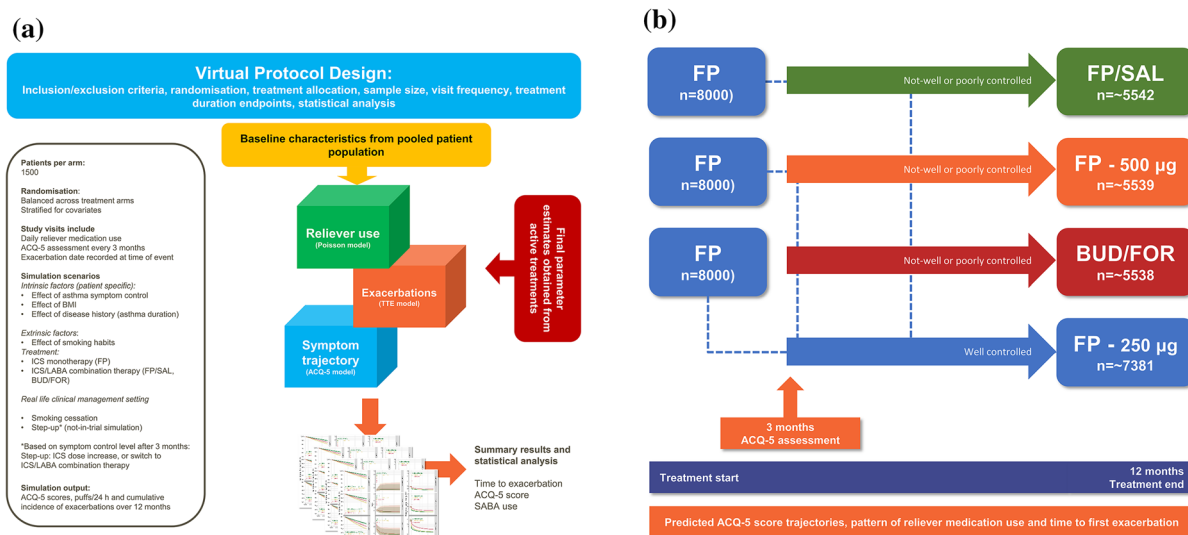 (a)
Virtual Protocol Design:
Inclusion/exclusion criteria, randomisation, treatment allocation, sample size, visit frequency, treatment
duration endpoints, statistical analysis
Baseline characteristics from pooled patient
population
Patients per arm:
1500
Randomisation:
Balanced across treatment arms
Stratified for covariates
Study visits include
Daily reliever medication use
ACQ-5 assessment every 3 months
Exacerbation date recorded at time of event
Simulation scenarios
Intrinsic factors (patient specific):
• Effect of asthma symptom control
• Effect of BMI
• Effect of disease history (asthma duration)
Extrinsic factors:
• Effect of smoking habits
Treatment:
• ICS monotherapy (FP)
• ICS/LABA combination therapy (FP/SAL,
BUD/FOR)
Real life clinical management setting
• Smoking cessation
• Step-up* (not-in-trial simulation)
*Based on symptom control level after 3 months:
Step-up: ICS dose increase, or switch to
ICS/LABA combination therapy
Simulation output:
ACQ-5 scores, puffs/24 h and cumulative
incidence of exacerbations over 12 months
Reliever use
(Poisson model)
Exacerbations
(TTE model)
Symptom
trajectory
(ACQ-5 model)
Final parameter
estimates obtained from
active treatments
Summary results and
statistical analysis
Time to exacerbation
ACQ-5 score
SABA use
(b)
FP
n=8000)
Not-well or poorly controlled
FP/SAL
n=~5542
FP
n=8000)
Not-well or poorly controlled
FP - 500 µg
n=~5539
FP
n=8000)
Not-well or poorly controlled
BUD/FOR
n=~5538
Well controlled
FP - 250 µg
n=~7381
3 months
ACQ-5 assessment
Treatment start
12 months
Treatment end
Predicted ACQ-5 score trajectories, pattern of reliever medication use and time to first exacerbation